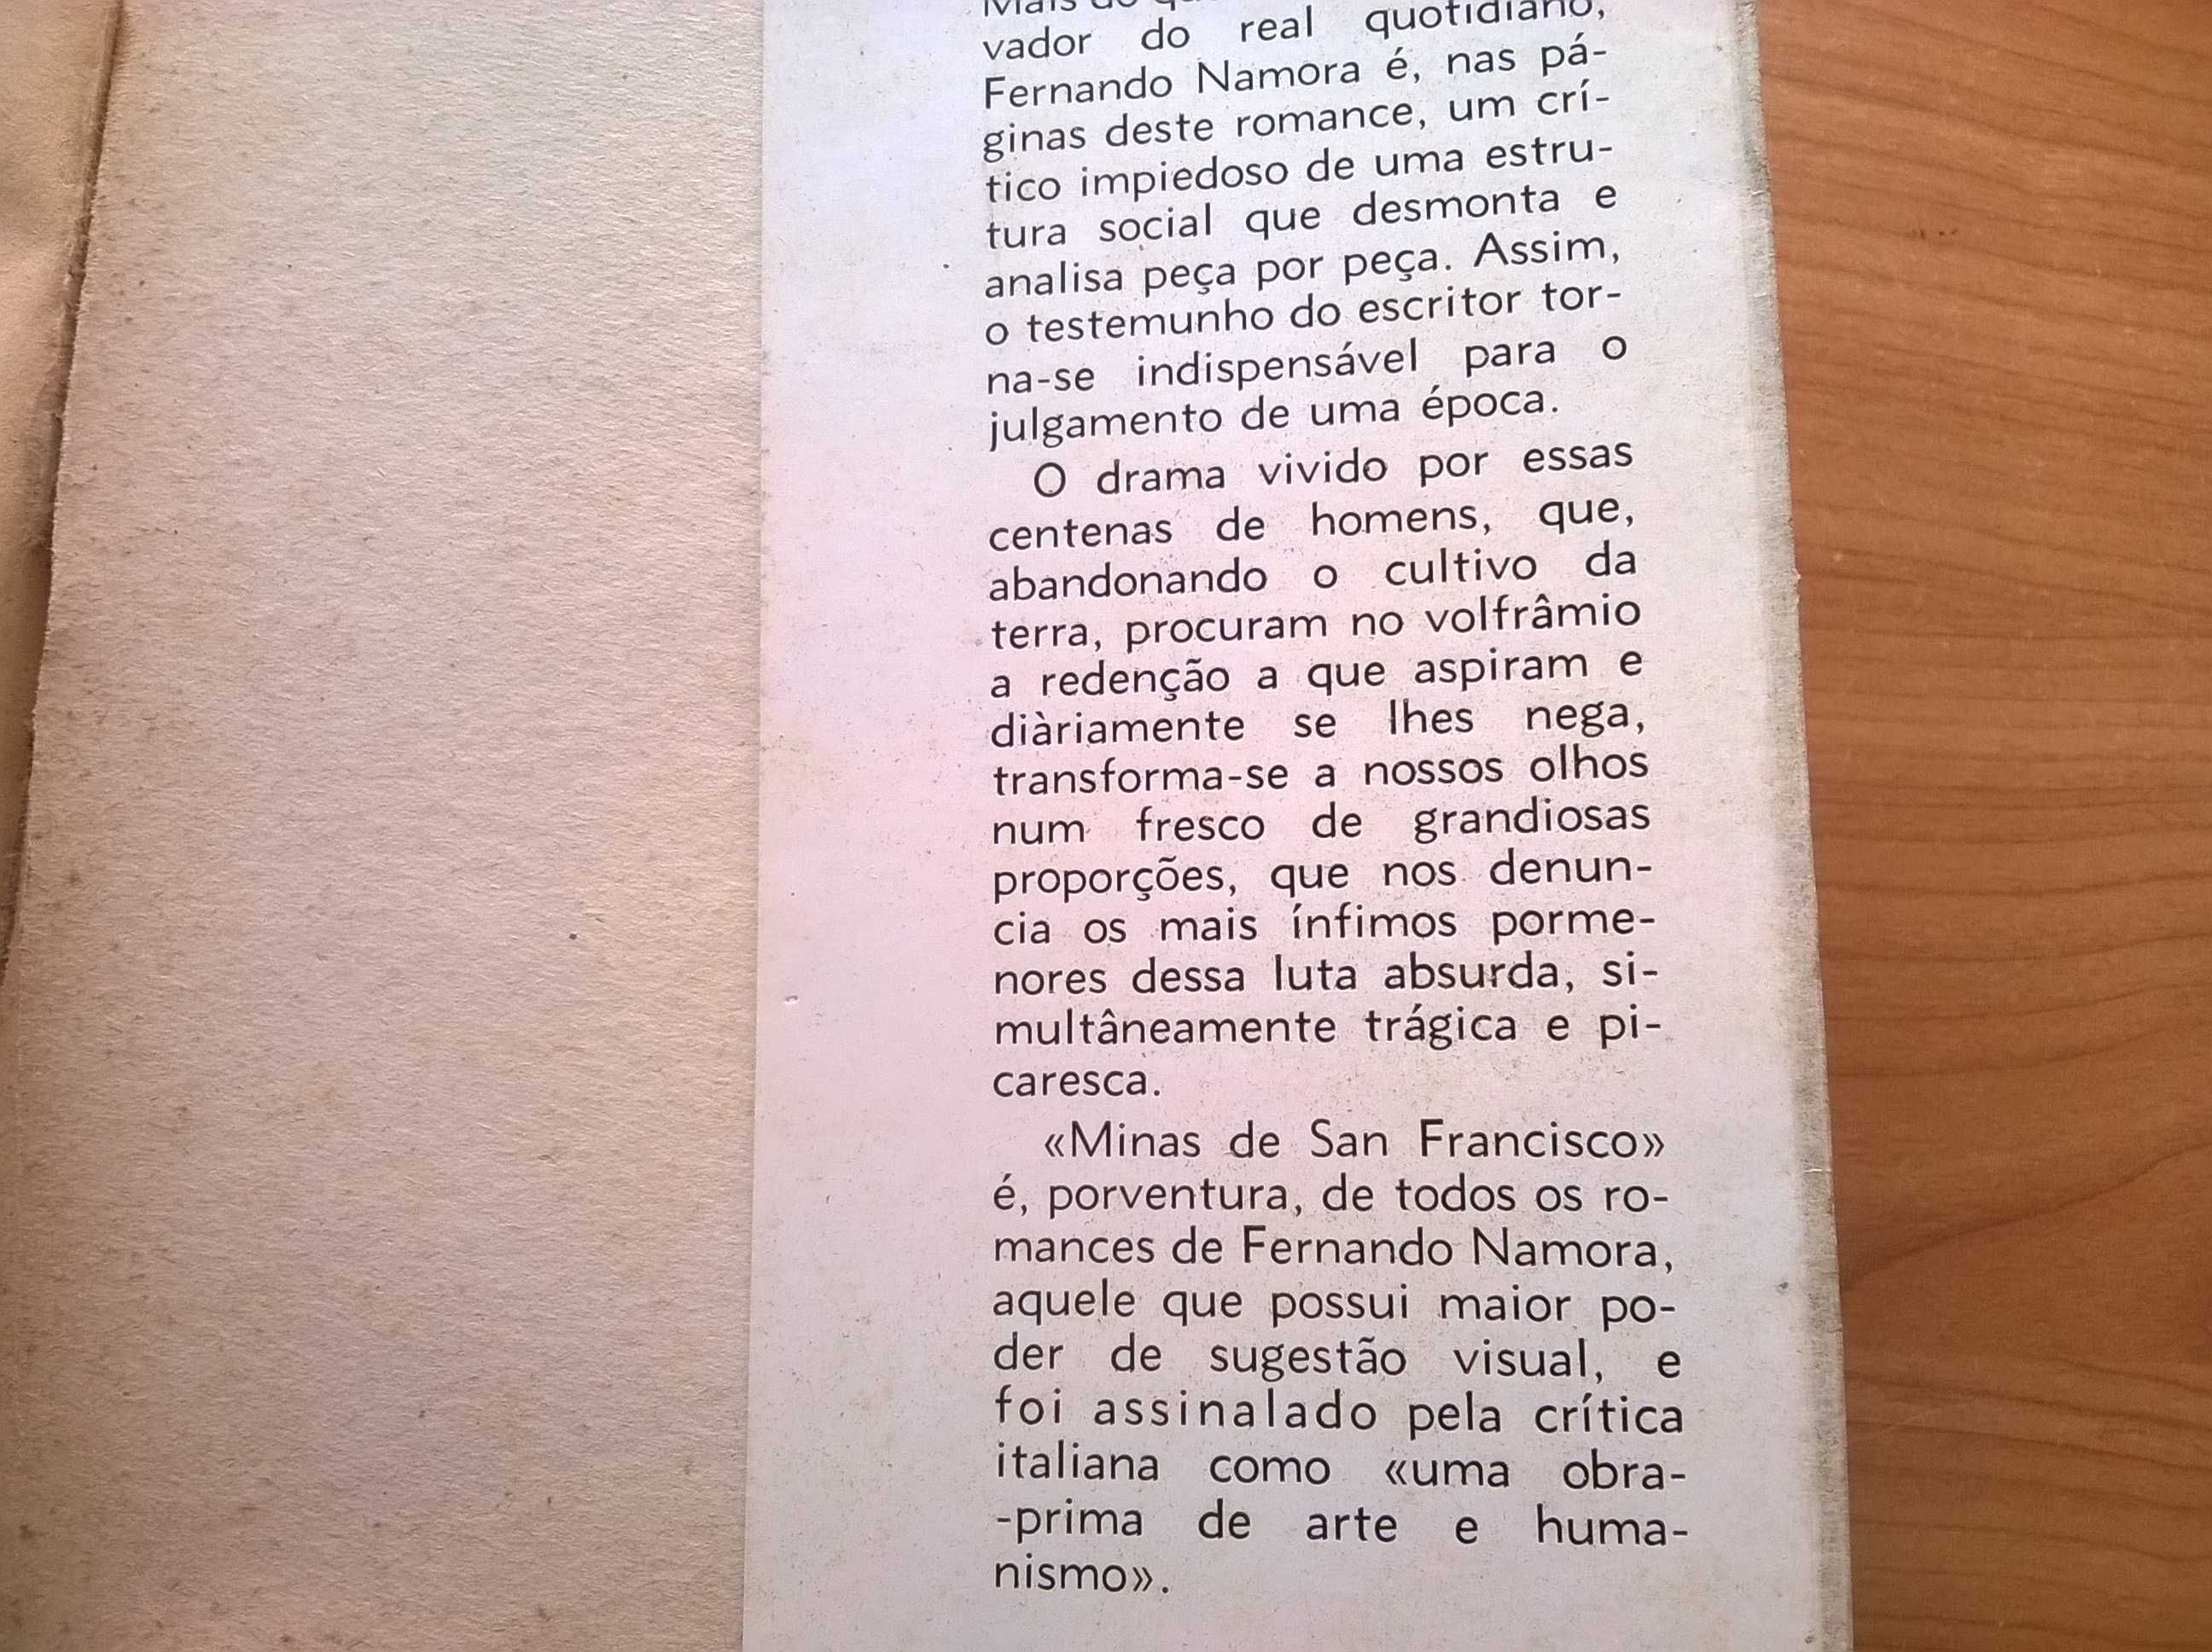 Mais do
vador do real quotidiano,
Fernando Namora é, nas pá-
ginas deste romance, um crí-
tico impiedoso de uma estru-
tura social que desmonta e
analisa peça por peça. Assim,
o testemunho do escritor tor-
na-se indispensável para o
julgamento de uma época.
O drama vivido por essas
centenas de homens, que,
abandonando o cultivo da
terra, procuram no volfrâmio
a redenção a que aspiram e
diàriamente se lhes nega,
transforma-se a nossos olhos
num fresco de grandiosas
proporções, que nos denun-
cia os mais ínfimos porme-
nores dessa luta absurda, si-
multâneamente trágica e pi-
caresca.
«Minas de San Francisco»
é, porventura, de todos os ro-
mances de Fernando Namora,
aquele que possui maior po-
der de sugestão visual, e
foi assinalado pela crítica
italiana como «uma obra-
-prima de arte e huma-
nismo».